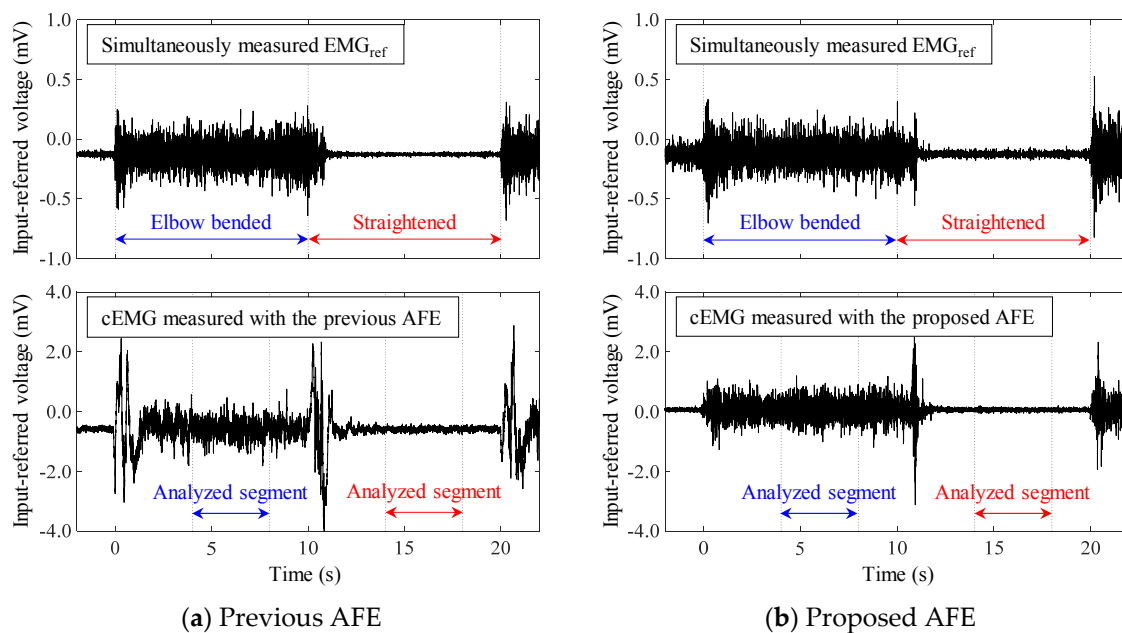 Input-referred voltage (mV)
1.0
0.5
0.0
-0.5
-1.0
Simultaneously measured EMGref
Elbow bended
Straightened
Input-referred voltage (mV)
4.0
2.0
0.0
-2.0
-4.0
cEMG measured with the previous AFE
Analyzed segment
Analyzed segment
0 5 10 15 20
Time (s)
(a) Previous AFE
Input-referred voltage (mV)
1.0
0.5
0.0
-0.5
-1.0
Simultaneously measured EMGref
Elbow bended
Straightened
Input-referred voltage (mV)
4.0
2.0
0.0
-2.0
-4.0
cEMG measured with the proposed AFE
Analyzed segment
Analyzed segment
0 5 10 15 20
Time (s)
(b) Proposed AFE